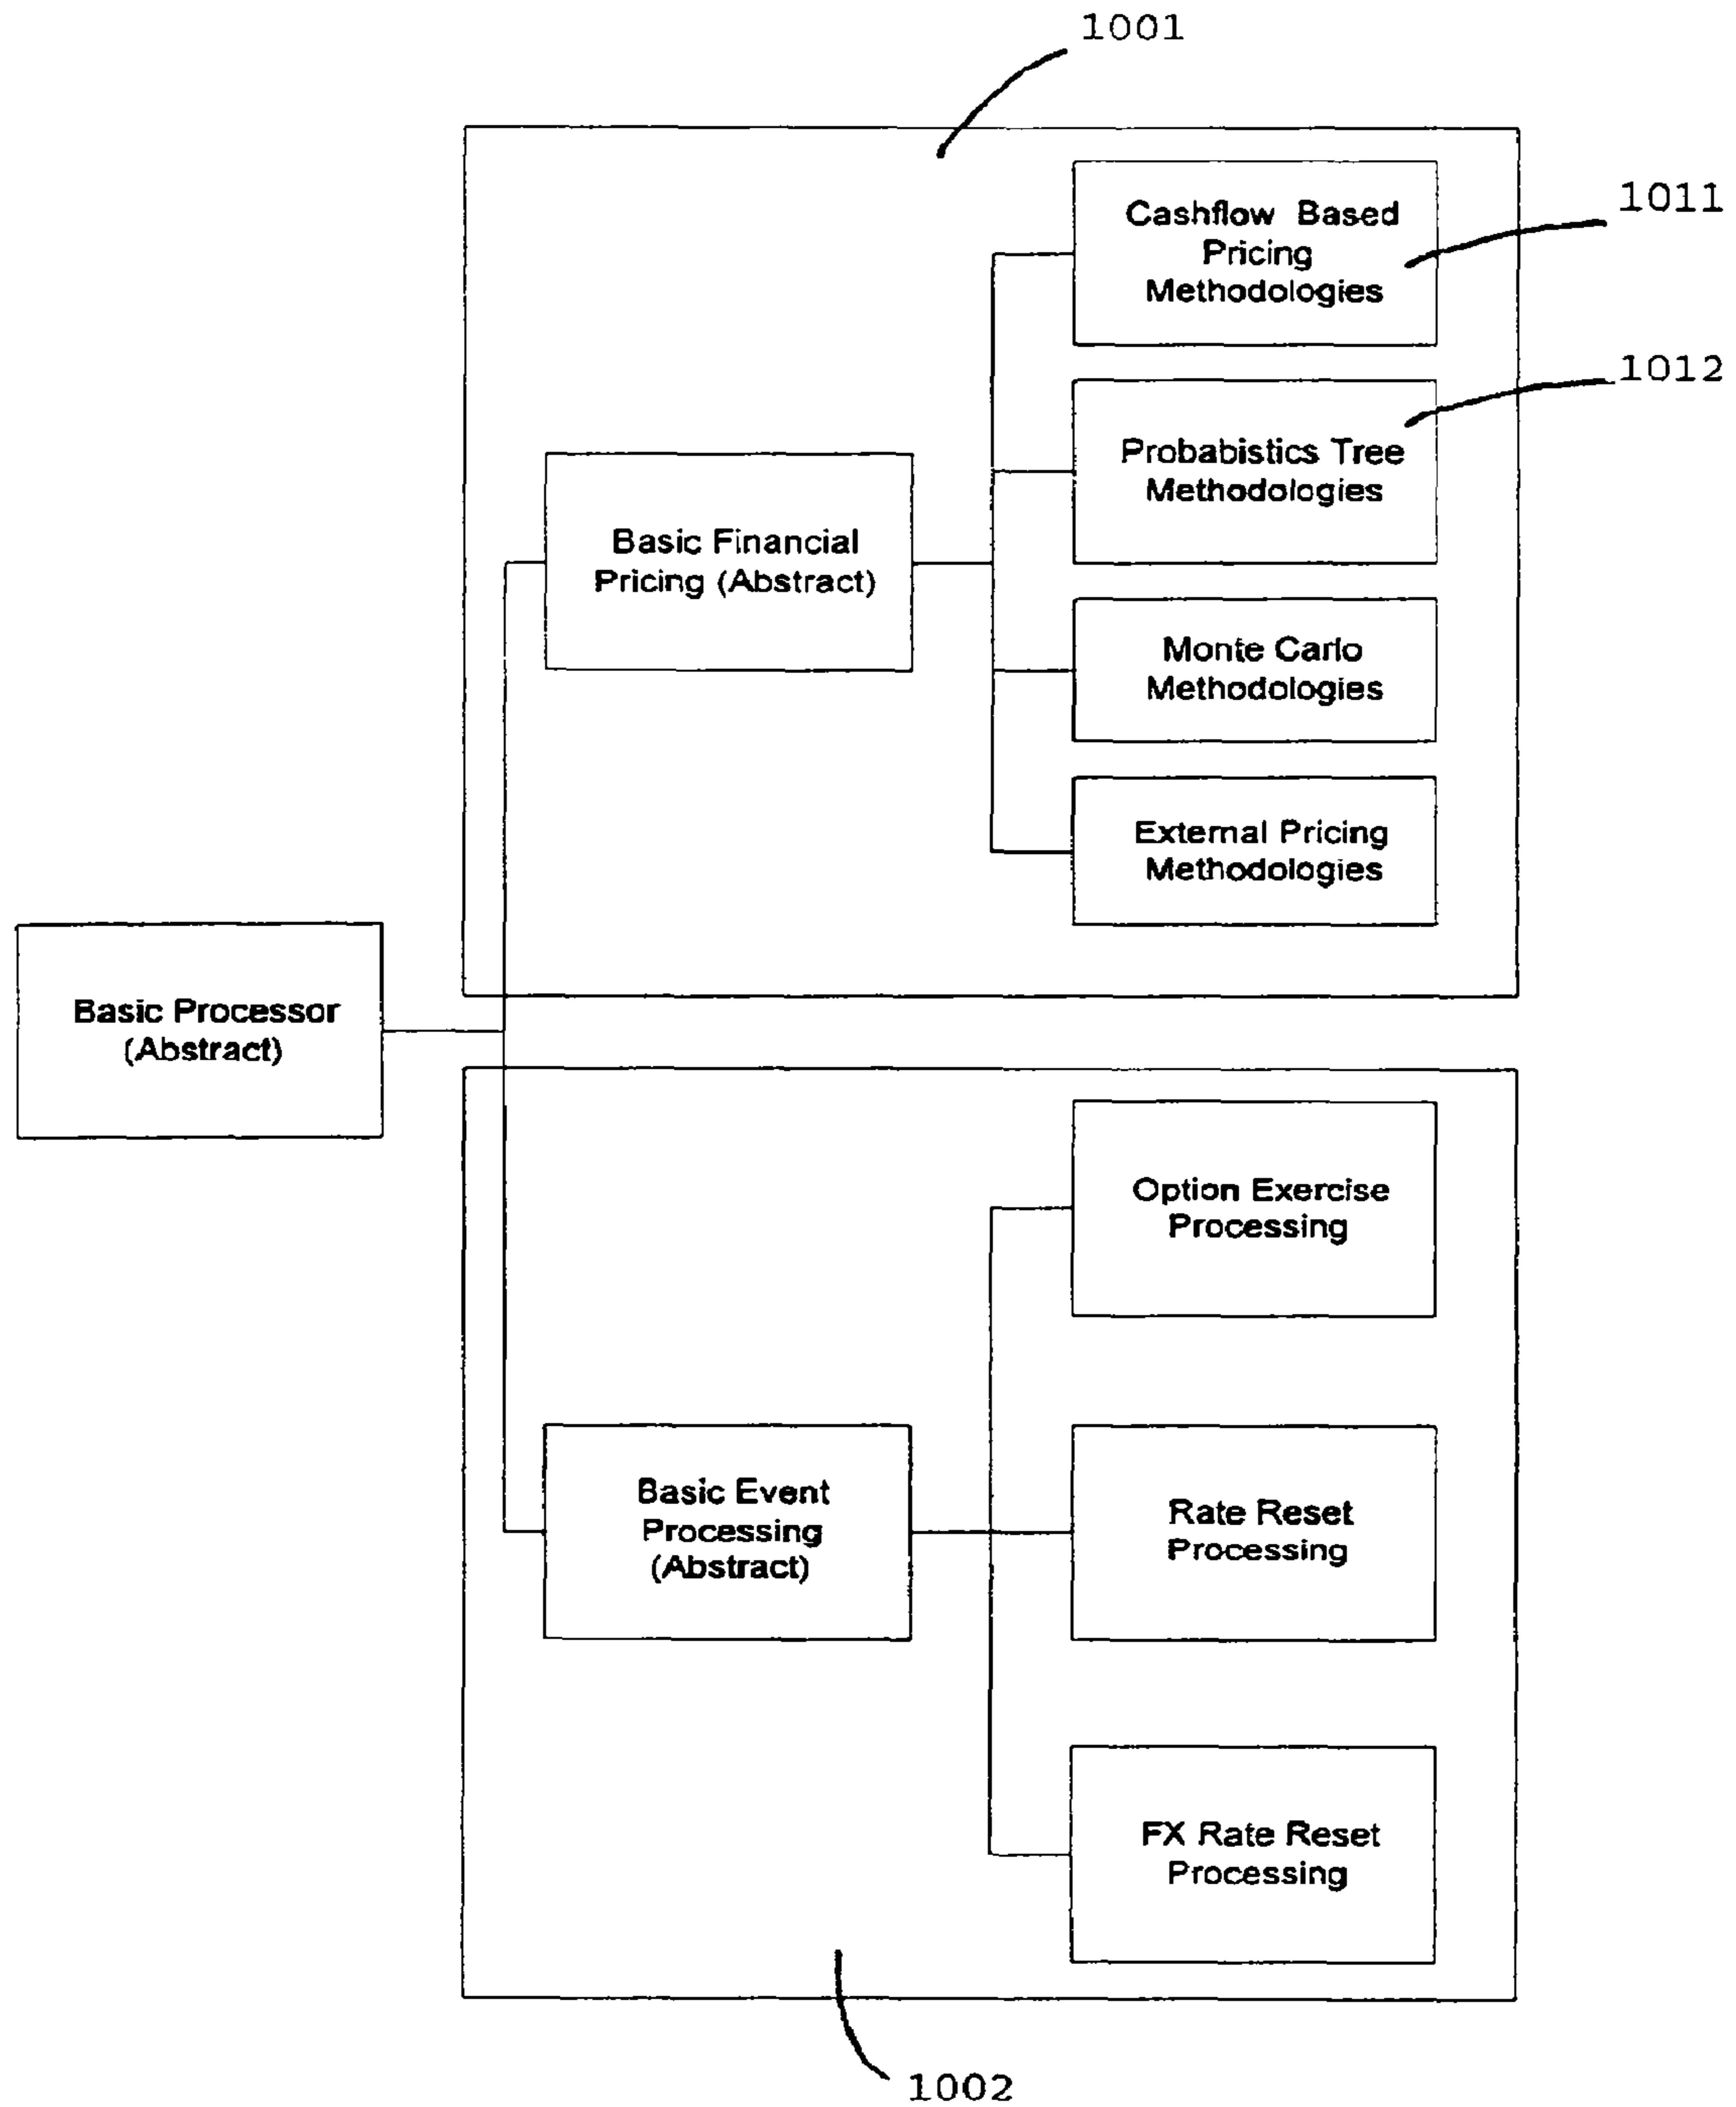 1001
Cashflow Based
Pricing
Methodologies
1011
Probabistics Tree
Methodologies
1012
Basic Financial
Pricing (Abstract)
Monte Carlo
Methodologies
External Pricing
Methodologies
Basic Processor
(Abstract)
Option Exercise
Processing
Basic Event
Processing
(Abstract)
Rate Reset
Processing
FX Rate Reset
Processing
1002